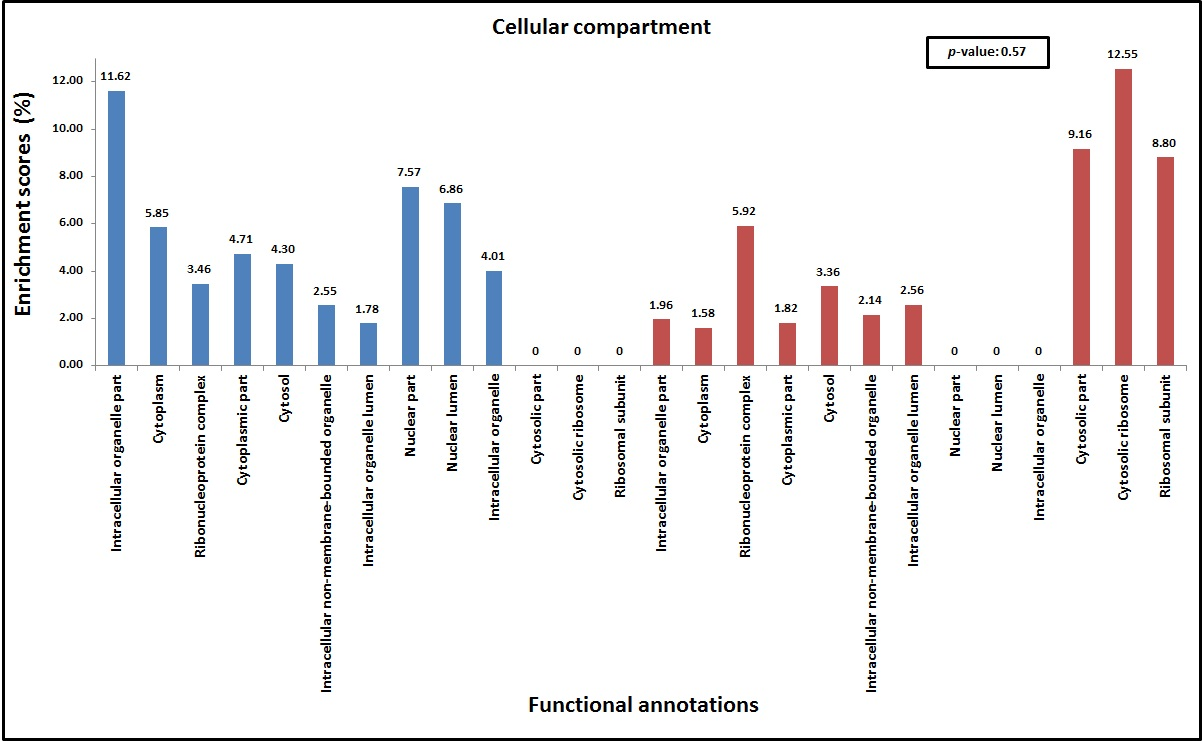 Cellular compartment
p-value: 0.57
Enrichment scores (%)
12.00
10.00
8.00
6.00
4.00
2.00
0.00
11.62
5.85
3.46
4.71
4.30
2.55
1.78
7.57
6.86
4.01
0
0
0
1.96
1.58
5.92
1.82
3.36
2.14
2.56
0
0
0
9.16
12.55
8.80
Intracellular organelle part
Cytoplasm
Ribonucleoprotein complex
Cytoplasmic part
Cytosol
Intracellular non-membrane-bounded organelle
Intracellular organelle lumen
Nuclear part
Nuclear lumen
Intracellular organelle
Cytosolic part
Cytosolic ribosome
Ribosomal subunit
Intracellular organelle part
Cytoplasm
Ribonucleoprotein complex
Cytoplasmic part
Cytosol
Intracellular non-membrane-bounded organelle
Intracellular organelle lumen
Nuclear part
Nuclear lumen
Intracellular organelle
Cytosolic part
Cytosolic ribosome
Ribosomal subunit
Functional annotations